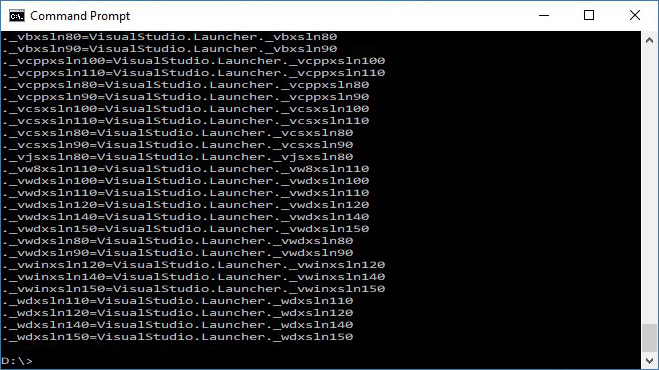 Command Prompt
._vbxsln80=VisualStudio.Launcher._vbxsln80
._vbxsln90=VisualStudio.Launcher._vbxsln90
._vcppxsln100=VisualStudio.Launcher._vcppxsln100
._vcppxsln110=VisualStudio.Launcher._vcppxsln110
._vcppxsln80=VisualStudio.Launcher._vcppxsln80
._vcppxsln90=VisualStudio.Launcher._vcppxsln90
._vcsxsln100=VisualStudio.Launcher._vcsxsln100
._vcsxsln110=VisualStudio.Launcher._vcsxsln110
._vcsxsln80=VisualStudio.Launcher._vcsxsln80
._vcsxsln90=VisualStudio.Launcher._vcsxsln90
._vjsxsln80=VisualStudio.Launcher._vjsxsln80
._vw8xsln110=VisualStudio.Launcher._vw8xsln110
._vwdxsln100=VisualStudio.Launcher._vwdxsln100
._vwdxsln110=VisualStudio.Launcher._vwdxsln110
._vwdxsln120=VisualStudio.Launcher._vwdxsln120
._vwdxsln140=VisualStudio.Launcher._vwdxsln140
._vwdxsln150=VisualStudio.Launcher._vwdxsln150
._vwdxsln80=VisualStudio.Launcher._vwdxsln80
._vwdxsln90=VisualStudio.Launcher._vwdxsln90
._vwinxsln120=VisualStudio.Launcher._vwinxsln120
._vwinxsln140=VisualStudio.Launcher._vwinxsln140
._vwinxsln150=VisualStudio.Launcher._vwinxsln150
._wdxsln110=VisualStudio.Launcher._wdxsln110
._wdxsln120=VisualStudio.Launcher._wdxsln120
._wdxsln140=VisualStudio.Launcher._wdxsln140
._wdxsln150=VisualStudio.Launcher._wdxsln150
D:\>